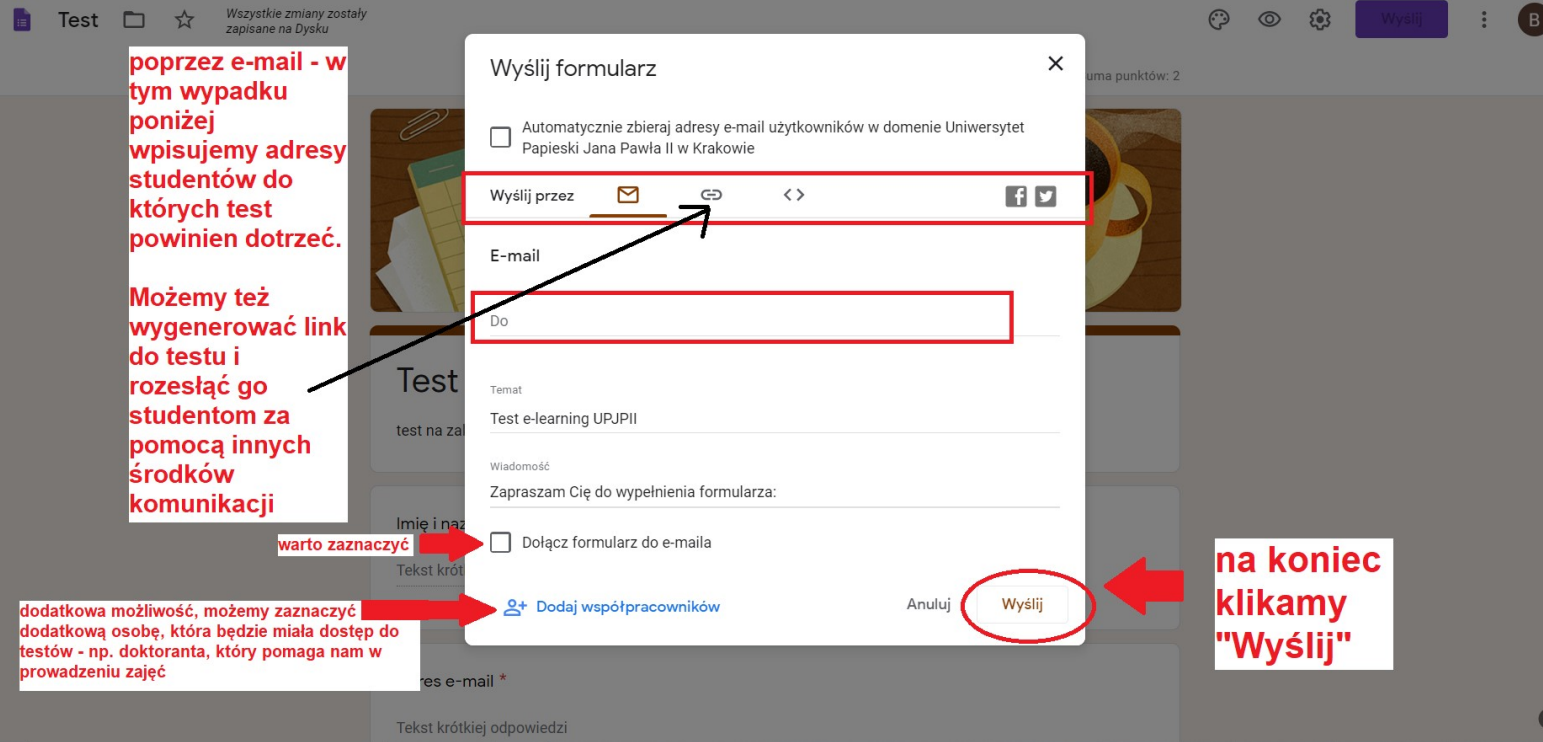 Test
Wszystkie zmiany zostały
zapisane na Dysku
Wyślij
B
uma punktów: 2
poprzez e-mail - w
tym wypadku
poniżej
wpisujemy adresy
studentów do
których test
powinien dotrzeć.
Możemy też
wygenerować link
do testu i
rozesłąć go
studentom za
pomocą innych
środków
komunikacji
Wyślij formularz
Automatycznie zbieraj adresy e-mail użytkowników w domenie Uniwersytet
Papieski Jana Pawła II w Krakowie
Wyślij przez
E-mail
Do
Temat
Test e-learning UPJPII
Wiadomość
Zapraszam Cię do wypełnienia formularza:
Dołącz formularz do e-maila
Dodaj współpracowników
Anuluj
Wyślij
Test
test na zal
Imię i naz
Tekst krót
warto zaznaczyć
dodatkowa możliwość, możemy zaznaczyć
dodatkową osobę, która będzie miała dostęp do
testów - np. doktoranta, który pomaga nam w
prowadzeniu zajęć
na koniec
klikamy
"Wyślij"
res e-mail *
Tekst krótkiej odpowiedzi